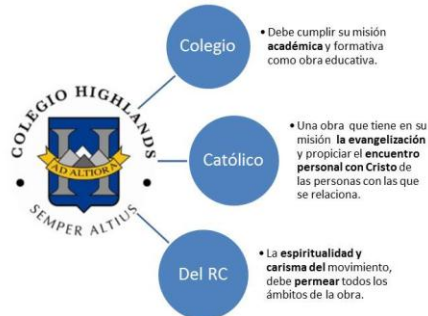 COLEGIO HIGHLANDS
AD ALTIORA
SEMPER ALTIUS
Colegio
• Debe cumplir su misión
académica y formativa
como obra educativa.
Católico
• Una obra que tiene en su
misión la evangelización
y propiciar el encuentro
personal con Cristo de
las personas con las que
se relaciona.
Del RC
• La espiritualidad y
carisma del movimiento,
debe permear todos los
ámbitos de la obra.